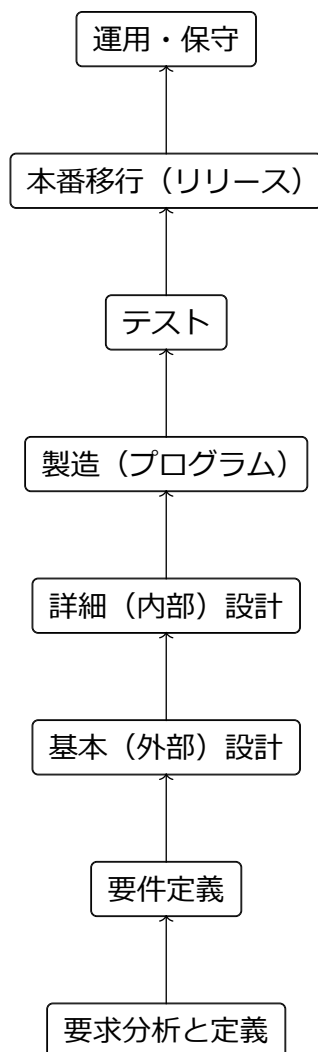 運用・保守
本番移行（リリース）
テスト
製造（プログラム）
詳細（内部）設計
基本（外部）設計
要件定義
要求分析と定義